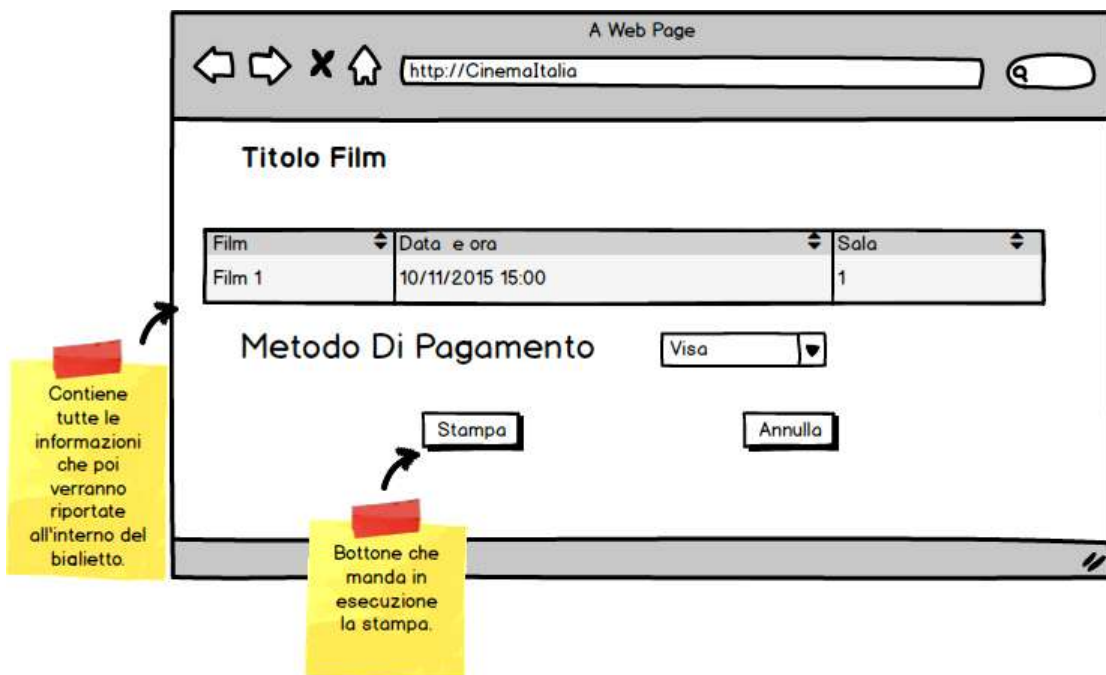 A Web Page
http://CinemaItalia
Titolo Film
Film Data e ora Sala
Film 1 10/11/2015 15:00 1
Metodo Di Pagamento Visa
Stampa Annulla
Contiene
tutte le
informazioni
che poi
verranno
riportate
all'interno del
biglietto.
Bottone che
manda in
esecuzione
la stampa.